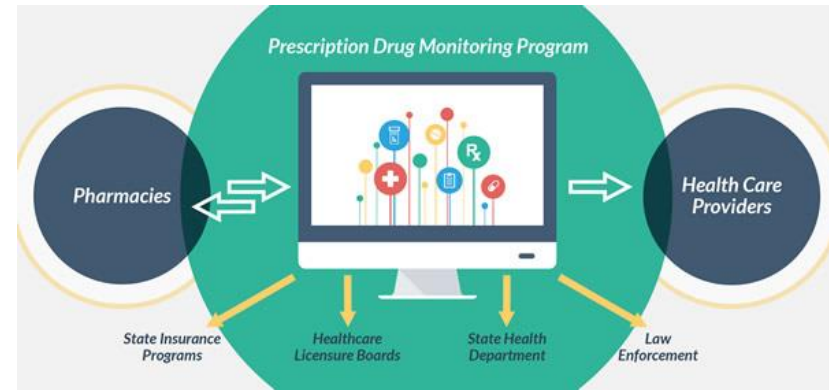 Prescription Drug Monitoring Program
Pharmacies
Rx
Health Care
Providers
State Insurance
Programs
Healthcare
Licensure Boards
State Health
Department
Law
Enforcement